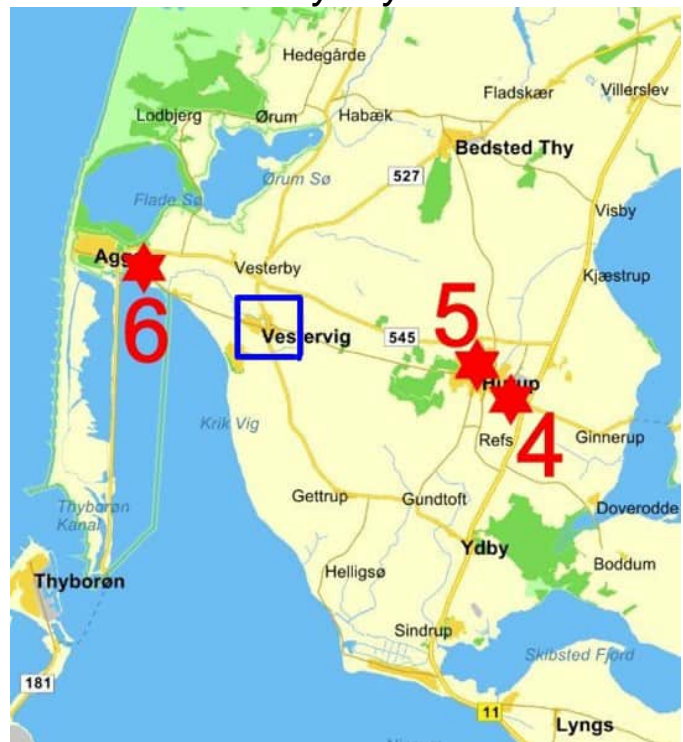 Hedegårde
Villerslev
Fladskær
Lodbjerg
Ørum
Habæk
Bedsted Thy
527
Ørum Sø
Flade Sø
Visby
Vesterby
Kjæstrup
6
5
545
Vestervig
4
Krik Vig
Refs
Ginnerup
Gettrup
Gundtoft
Thyborøn
Kanal
Doverodde
Ydby
Boddum
Helligsø
Thyborøn
Sindrup
Skibsted Fjord
181
11
Lyngs